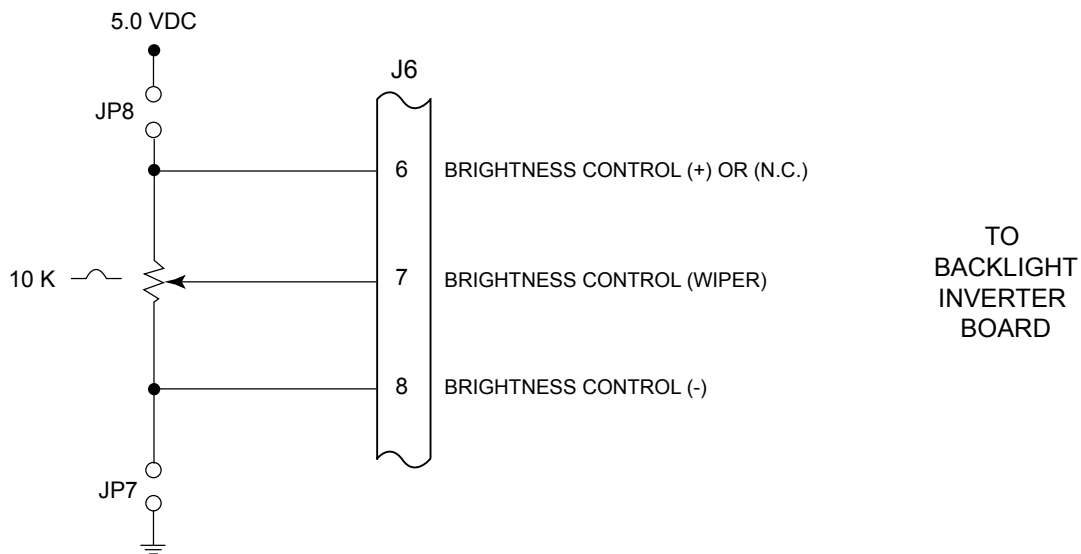 5.0 VDC
J6
JP8
6 BRIGHTNESS CONTROL (+) OR (N.C.)
10 K
7 BRIGHTNESS CONTROL (WIPER)
8 BRIGHTNESS CONTROL (-)
JP7
TO
BACKLIGHT
INVERTER
BOARD